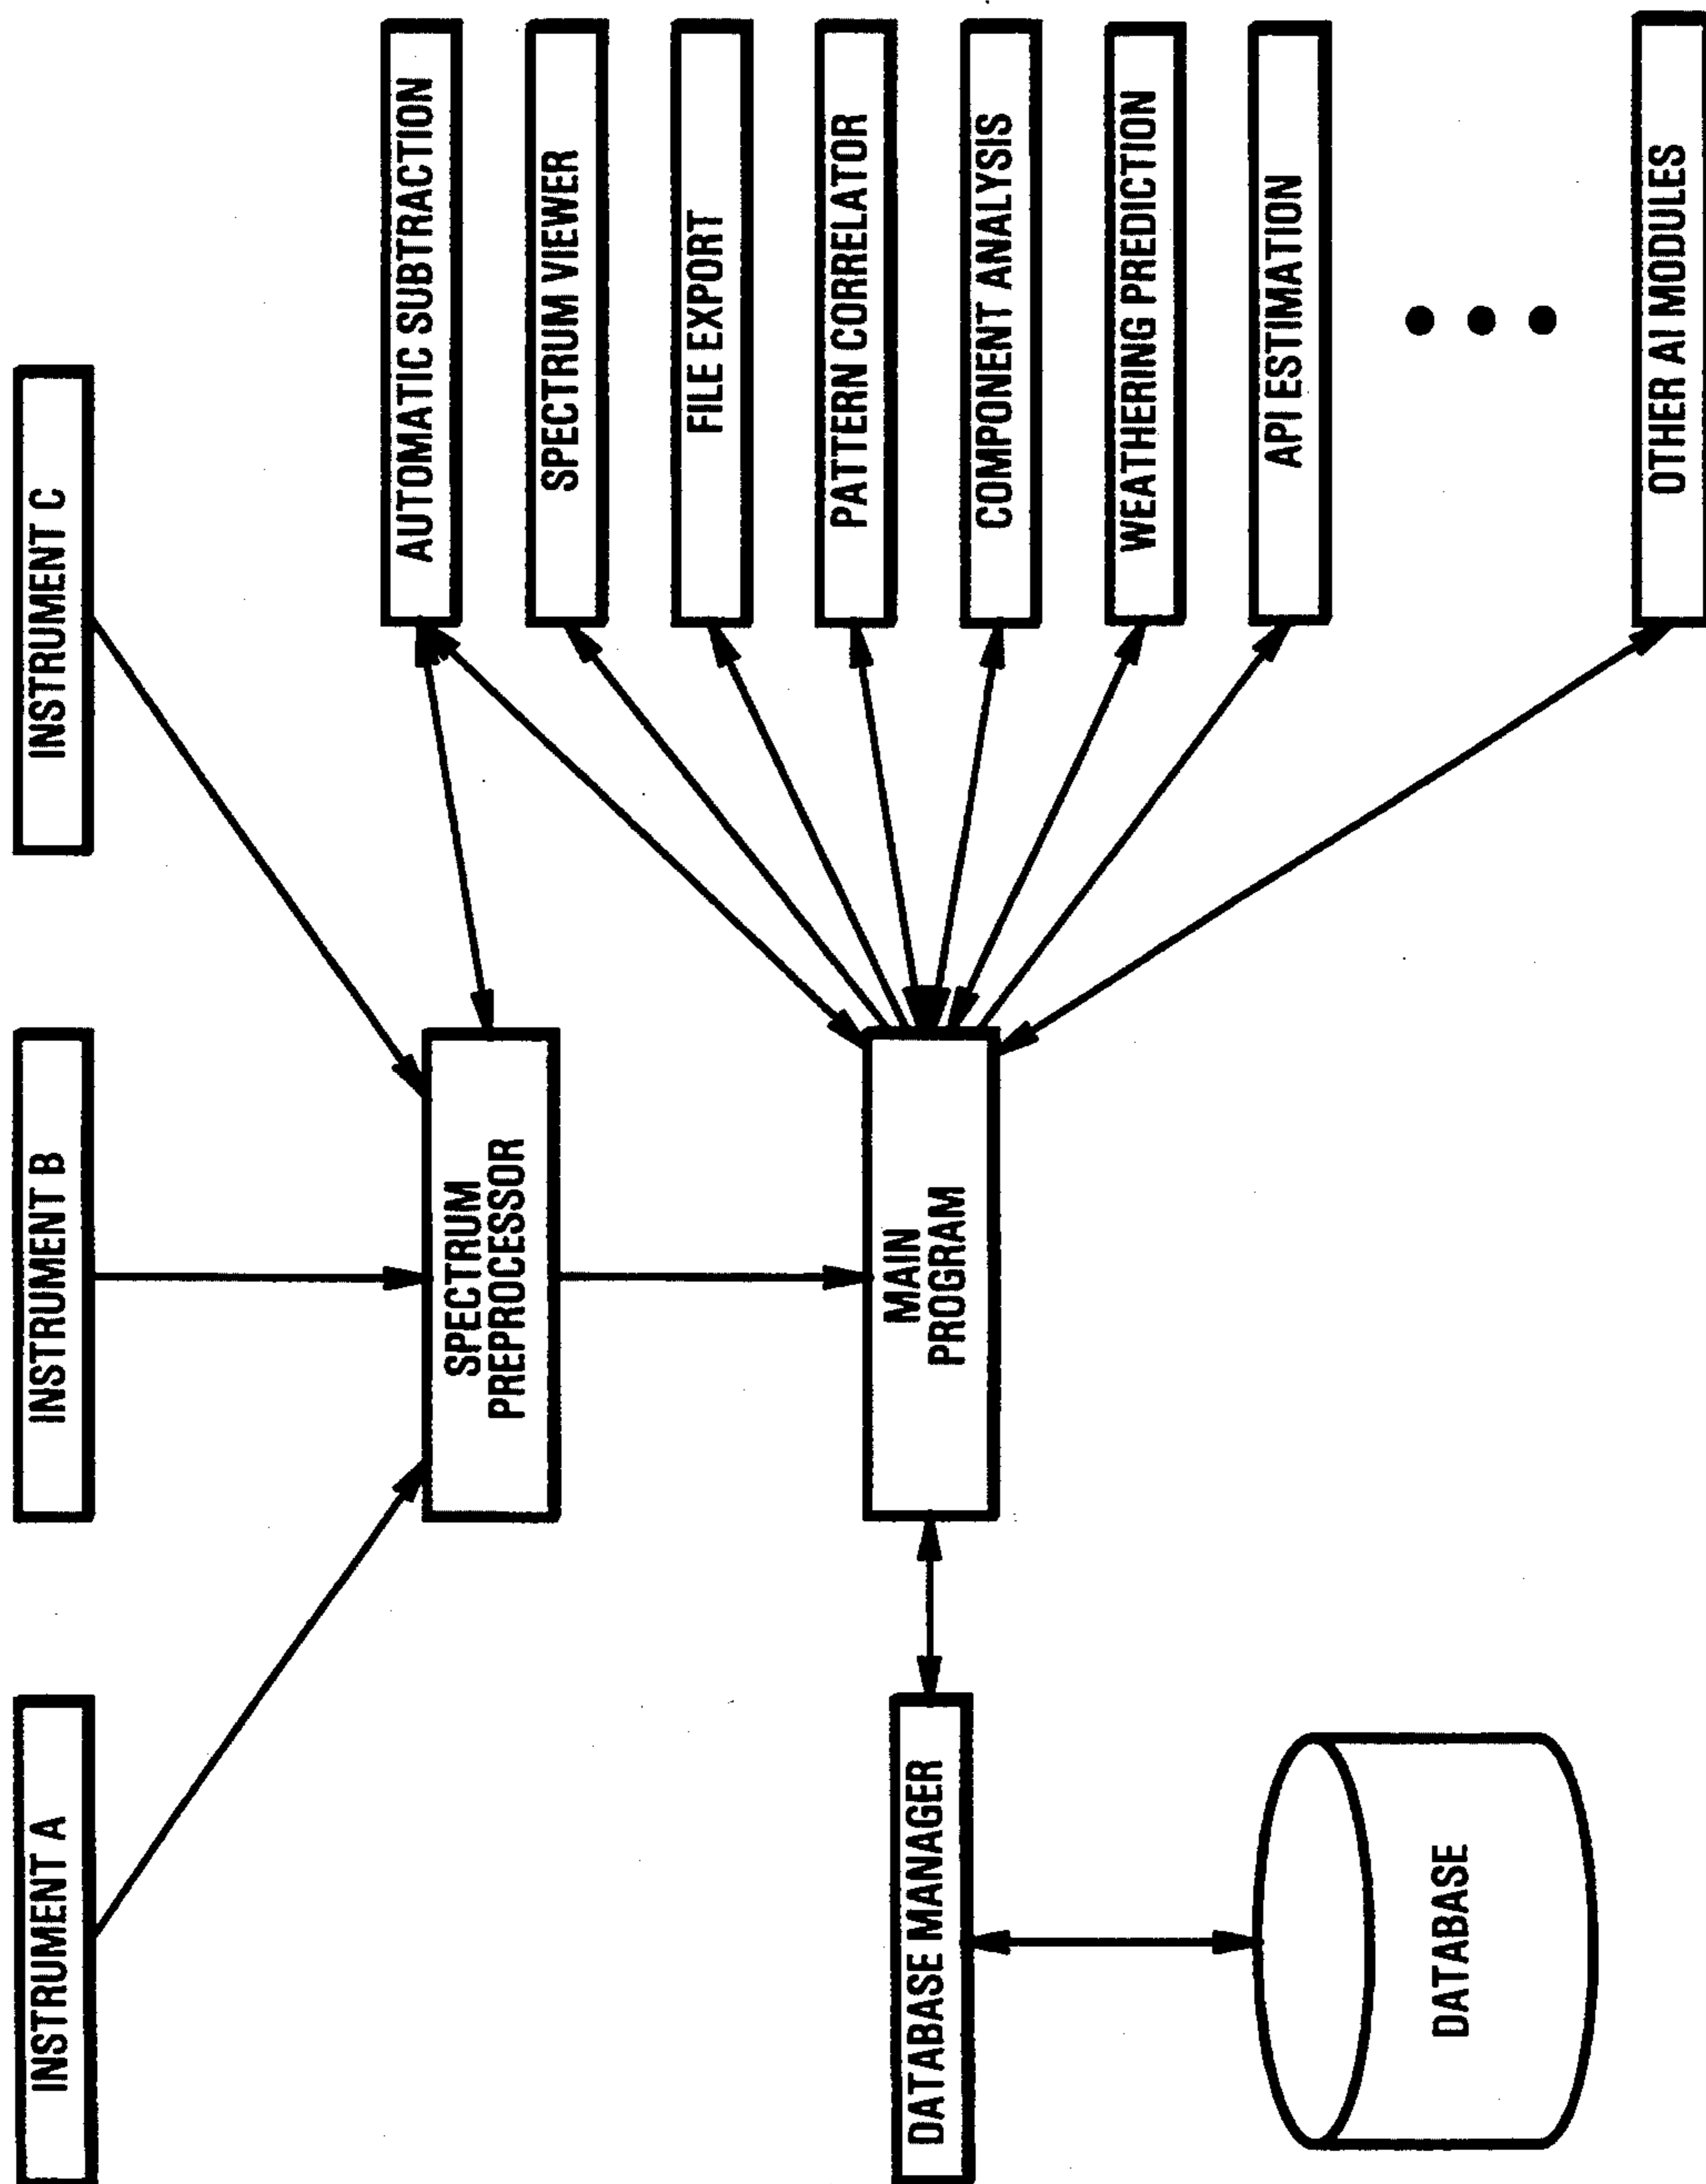 INSTRUMENT A
INSTRUMENT B
INSTRUMENT C
SPECTRUM
PREPROCESSOR
AUTOMATIC SUBTRACTION
SPECTRUM VIEWER
FILE EXPORT
PATTERN CORRELATOR
COMPONENT ANALYSIS
WEATHERING PREDICTION
API ESTIMATION
OTHER AI MODULES
MAIN
PROGRAM
DATABASE MANAGER
DATABASE